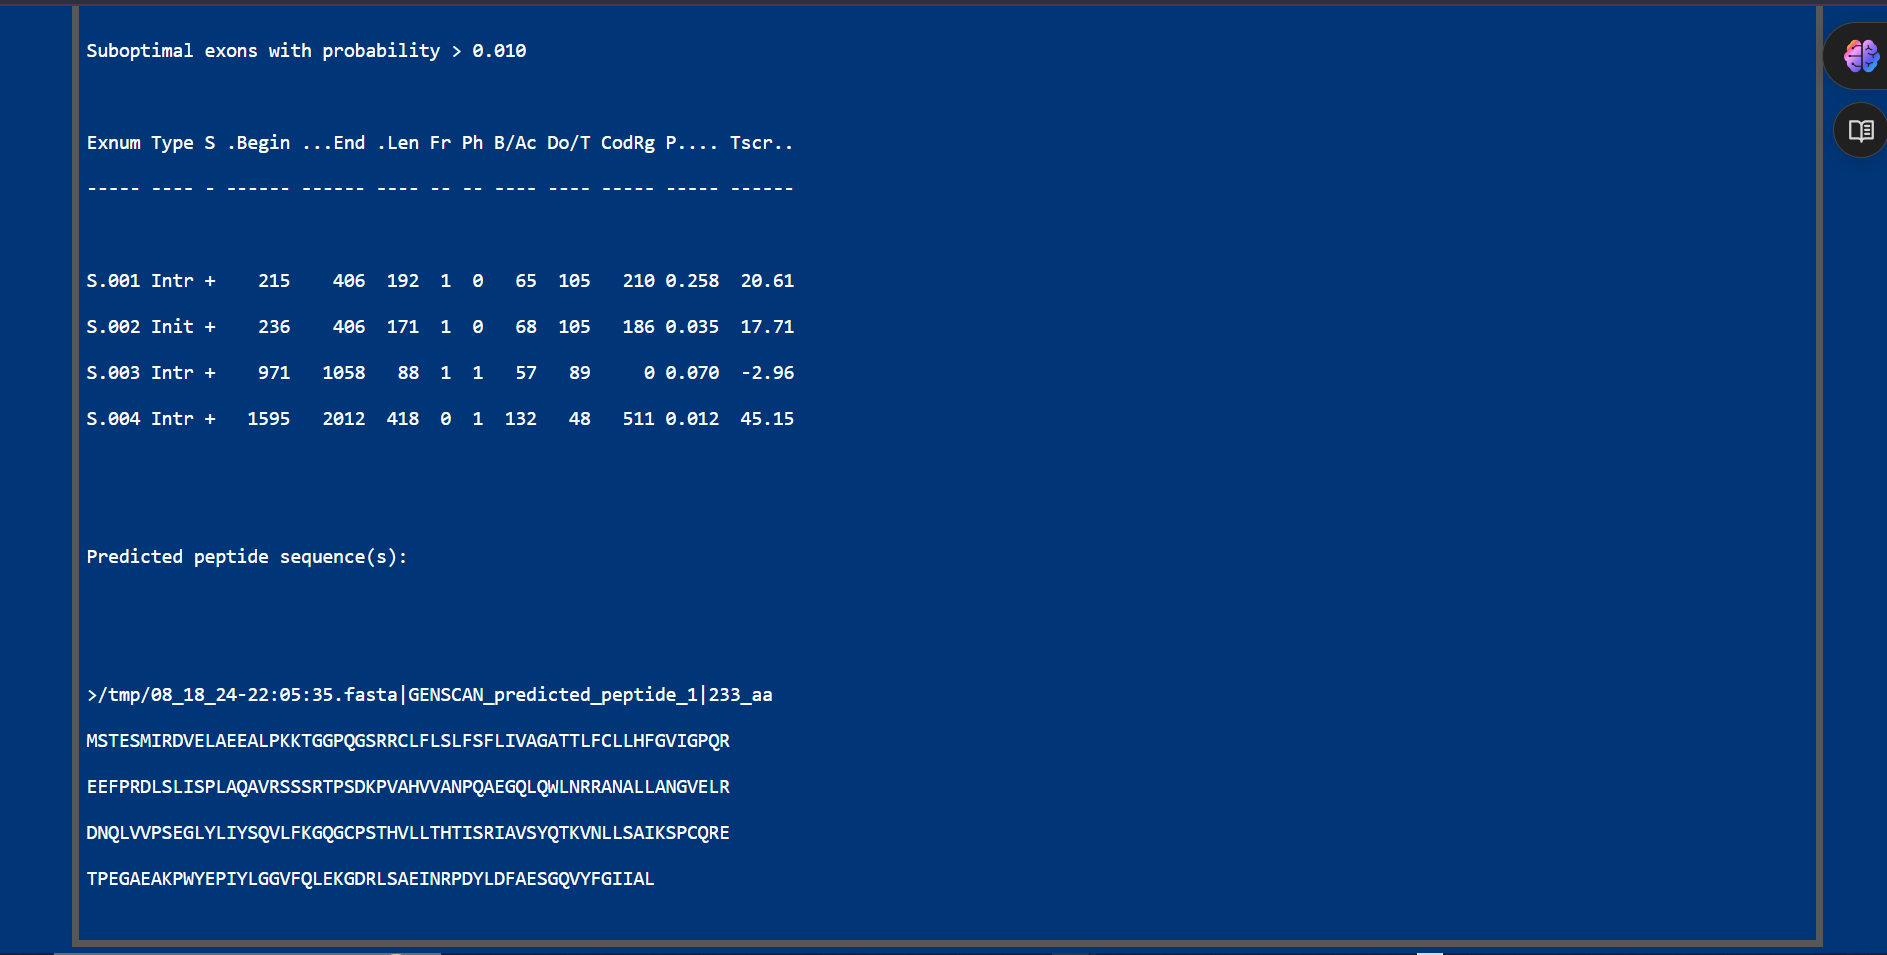 Suboptimal exons with probability > 0.010
Exnum Type S .Begin ...End .Len Fr Ph B/Ac Do/T CodRg P.... Tscr..
----- ---- - ------ ------ ---- -- -- ---- ---- ----- ----- ------
S.001 Intr +    215    406  192  1  0   65  105   210 0.258  20.61
S.002 Init +    236    406  171  1  0   68  105   186 0.035  17.71
S.003 Intr +    971   1058   88  1  1   57   89     0 0.070  -2.96
S.004 Intr +   1595   2012  418  0  1  132   48   511 0.012  45.15
Predicted peptide sequence(s):
>/tmp/08_18_24-22:05:35.fasta|GENSCAN_predicted_peptide_1|233_aa
MSTESMIRDVELAEEALPKKTGGPQGSRRCLFLSLFSFLIVAGATTLFCLLHFGVIGPQR
EEFPRDLSLISPLAQAVRSSSRTPSDKPVAHVVANPQAEGQLQWLNRRANALLANGVELR
DNQLVVPSEGLYLIYSQVLFKGQGCPSTHVLLTHTISRIAVSYQTKVNLLSAIKSPCQRE
TPEGAEAKPWYEPIYLGGVFQLEKGDRLSAEINRPDYLDFAESGQVYFGIIAL